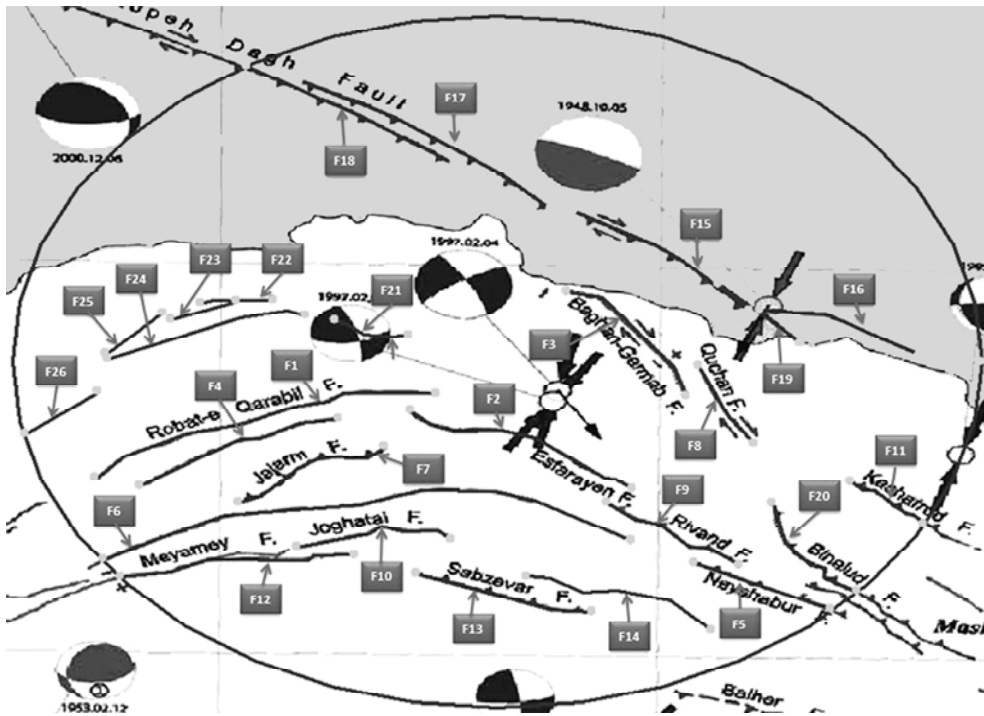 upeh
Dagh
Fault
F17
F18
1948.10.05
2000.12.06
F15
F16
F19
1997.02.04
1997.02.
F21
F22
F23
F24
F25
F26
F1
F4
Robat-e Qarabil F.
F3
Baghan-Garmab F.
Quchan F.
F8
F2
Esfarayen F.
F7
Jajarm F.
F9
Rivand F.
F11
Kashafrud F.
F20
Binalud F.
F6
Meyamey F.
F12
Joghatai F.
F10
Sabzevar F.
F13
F14
Neyshabur F.
F5
Mash
1953.02.12